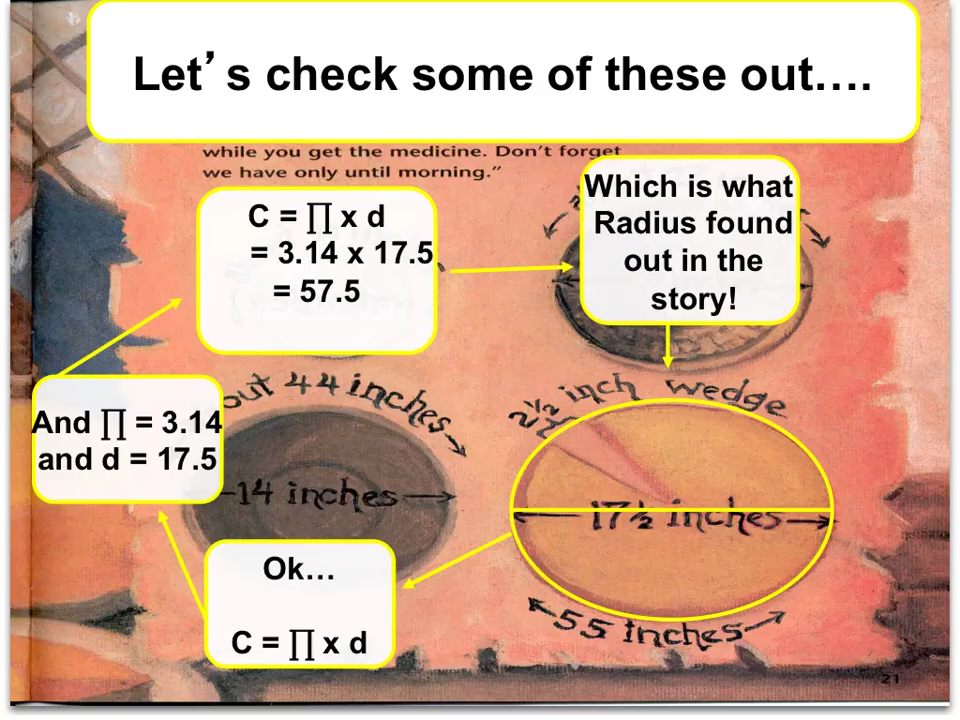 Let’s check some of these out….
while you get the medicine. Don't forget
we have only until morning."
C = ∏ x d
= 3.14 x 17.5
= 57.5
Which is what
Radius found
out in the
story!
out 44 inches
2½ inch wedge
And ∏ = 3.14
and d = 17.5
14 inches
17½ inches
Ok…
C = ∏ x d
55 inches
21